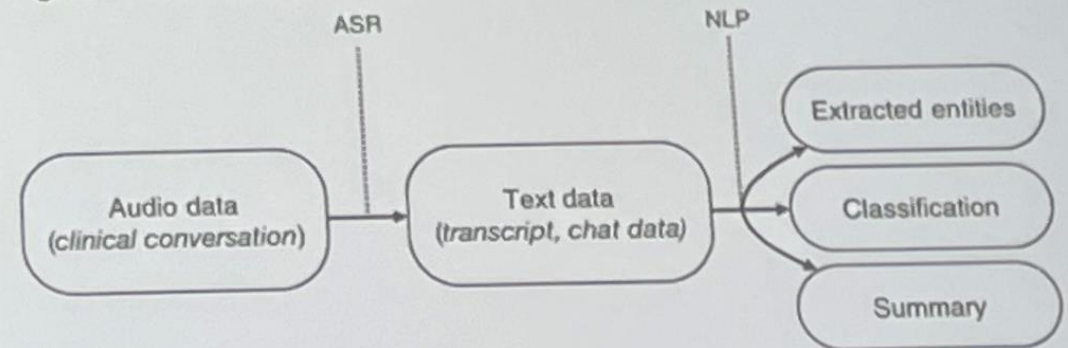 ASR
NLP
Audio data
(clinical conversation)
Text data
(transcript, chat data)
Extracted entities
Classification
Summary